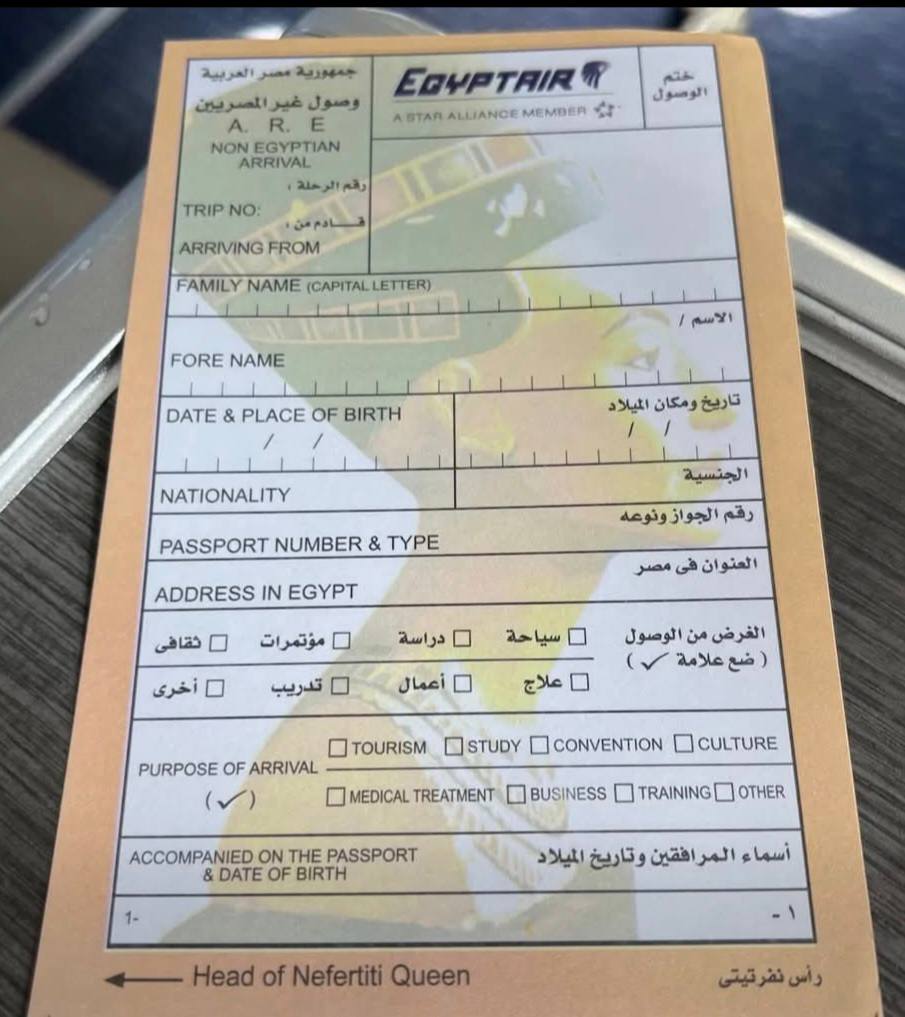 جمهورية مصر العربية
وصول غير المصريين
A. R. E
NON EGYPTIAN
ARRIVAL
رقم الرحلة :
TRIP NO:
قـــادم من :
ARRIVING FROM
EGYPTAIR
A STAR ALLIANCE MEMBER
ختم
الوصول
FAMILY NAME (CAPITAL LETTER)
الاسم /
FORE NAME
DATE & PLACE OF BIRTH
تاريخ ومكان الميلاد
/ /
/ /
الجنسية
NATIONALITY
رقم الجواز ونوعه
PASSPORT NUMBER & TYPE
العنوان فى مصر
ADDRESS IN EGYPT
الغرض من الوصول
( ضع علامة ✓ )
☐ سياحة ☐ دراسة ☐ مؤتمرات ☐ ثقافى
☐ علاج ☐ أعمال ☐ تدريب ☐ أخرى
PURPOSE OF ARRIVAL
(✓)
☐ TOURISM ☐ STUDY ☐ CONVENTION ☐ CULTURE
☐ MEDICAL TREATMENT ☐ BUSINESS ☐ TRAINING ☐ OTHER
ACCOMPANIED ON THE PASSPORT
& DATE OF BIRTH
أسماء المرافقين وتاريخ الميلاد
1-
١ -
← Head of Nefertiti Queen
رأس نفرتيتى